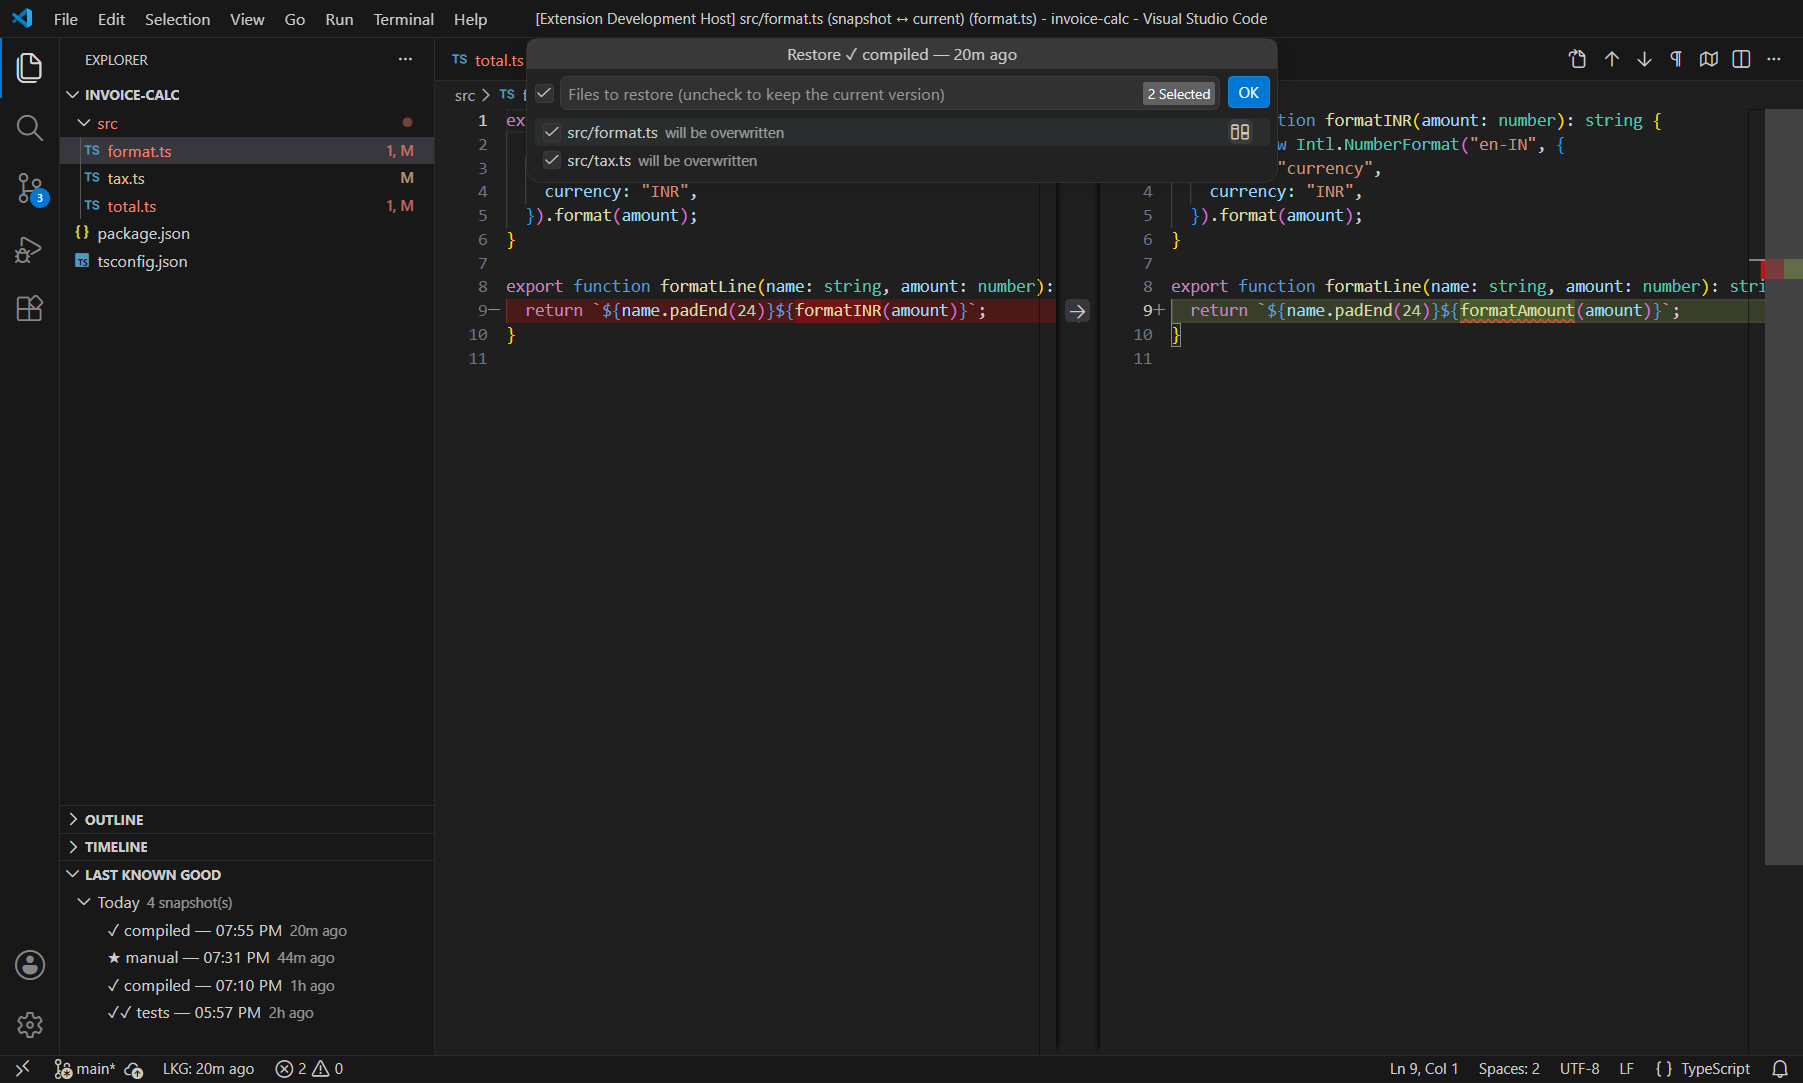 File Edit Selection View Go Run Terminal Help
[Extension Development Host] src/format.ts (snapshot ↔ current) (format.ts) - invoice-calc - Visual Studio Code
EXPLORER
INVOICE-CALC
src
TS format.ts 1, M
TS tax.ts M
TS total.ts 1, M
{} package.json
TS tsconfig.json
3
OUTLINE
TIMELINE
LAST KNOWN GOOD
Today 4 snapshot(s)
✓ compiled — 07:55 PM 20m ago
★ manual — 07:31 PM 44m ago
✓ compiled — 07:10 PM 1h ago
✓✓ tests — 05:57 PM 2h ago
TS total.ts
src > TS f
Restore ✓ compiled — 20m ago
Files to restore (uncheck to keep the current version) 2 Selected OK
src/format.ts will be overwritten
src/tax.ts will be overwritten
1 ex
2
3
4 currency: "INR",
5 }).format(amount);
6 }
7
8 export function formatLine(name: string, amount: number):
9— return `${name.padEnd(24)}${formatINR(amount)}`;
10 }
11
tion formatINR(amount: number): string {
w Intl.NumberFormat("en-IN", {
"currency",
4 currency: "INR",
5 }).format(amount);
6 }
7
8 export function formatLine(name: string, amount: number): stri
9+ return `${name.padEnd(24)}${formatAmount(amount)}`;
10 }
11
main* LKG: 20m ago 2 0
Ln 9, Col 1 Spaces: 2 UTF-8 LF {} TypeScript